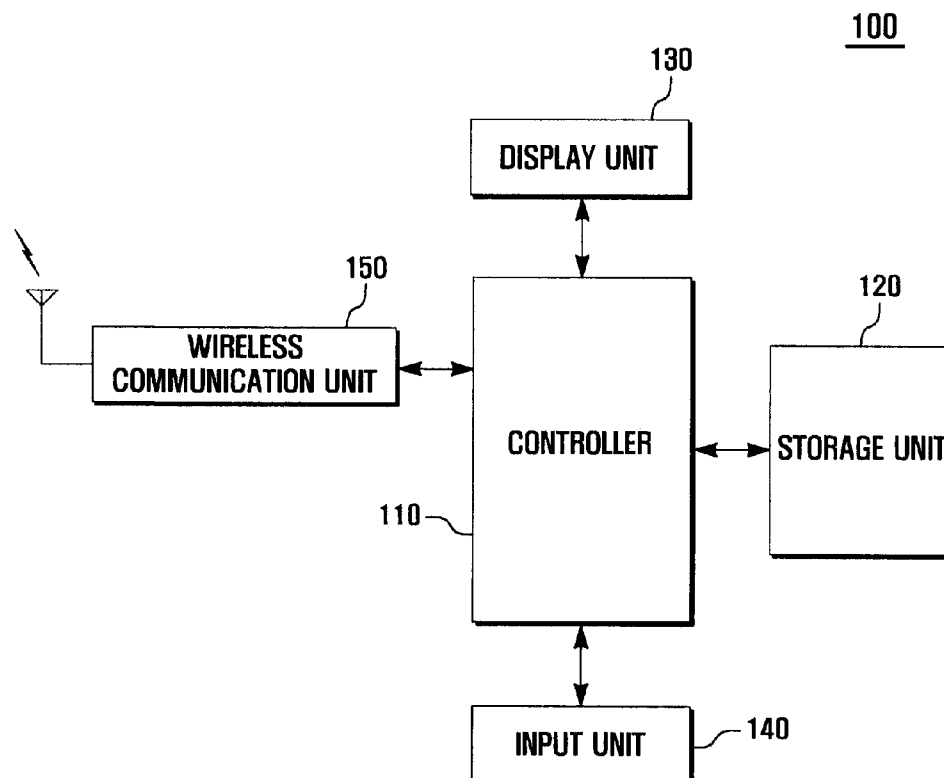 100
130
DISPLAY UNIT
150
WIRELESS
COMMUNICATION UNIT
120
CONTROLLER
STORAGE UNIT
110
INPUT UNIT
140